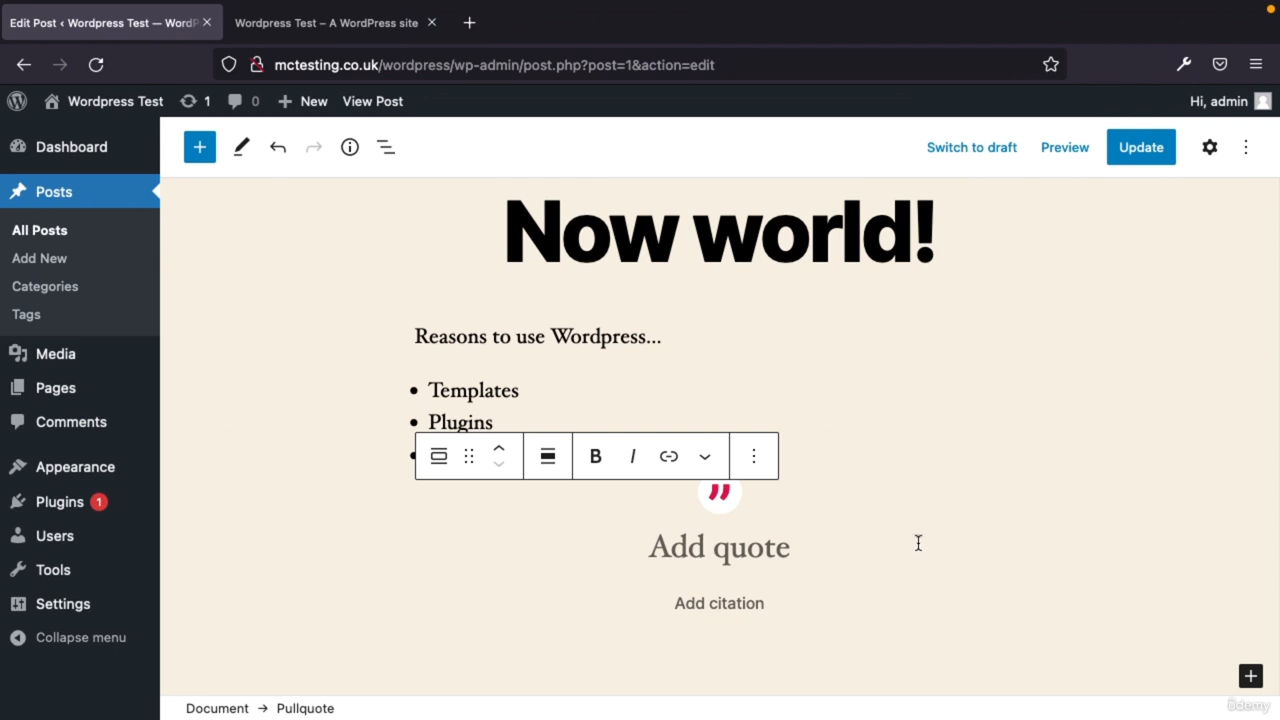 Edit Post ‹ Wordpress Test — WordP
Wordpress Test – A WordPress site
mctesting.co.uk/wordpress/wp-admin/post.php?post=1&action=edit
Wordpress Test
1
0
New
View Post
Hi, admin
Dashboard
Posts
All Posts
Add New
Categories
Tags
Media
Pages
Comments
Appearance
Plugins 1
Users
Tools
Settings
Collapse menu
Switch to draft
Preview
Update
Now world!
Reasons to use Wordpress...
• Templates
• Plugins
B I
Add quote
Add citation
Document → Pullquote
ûdemy